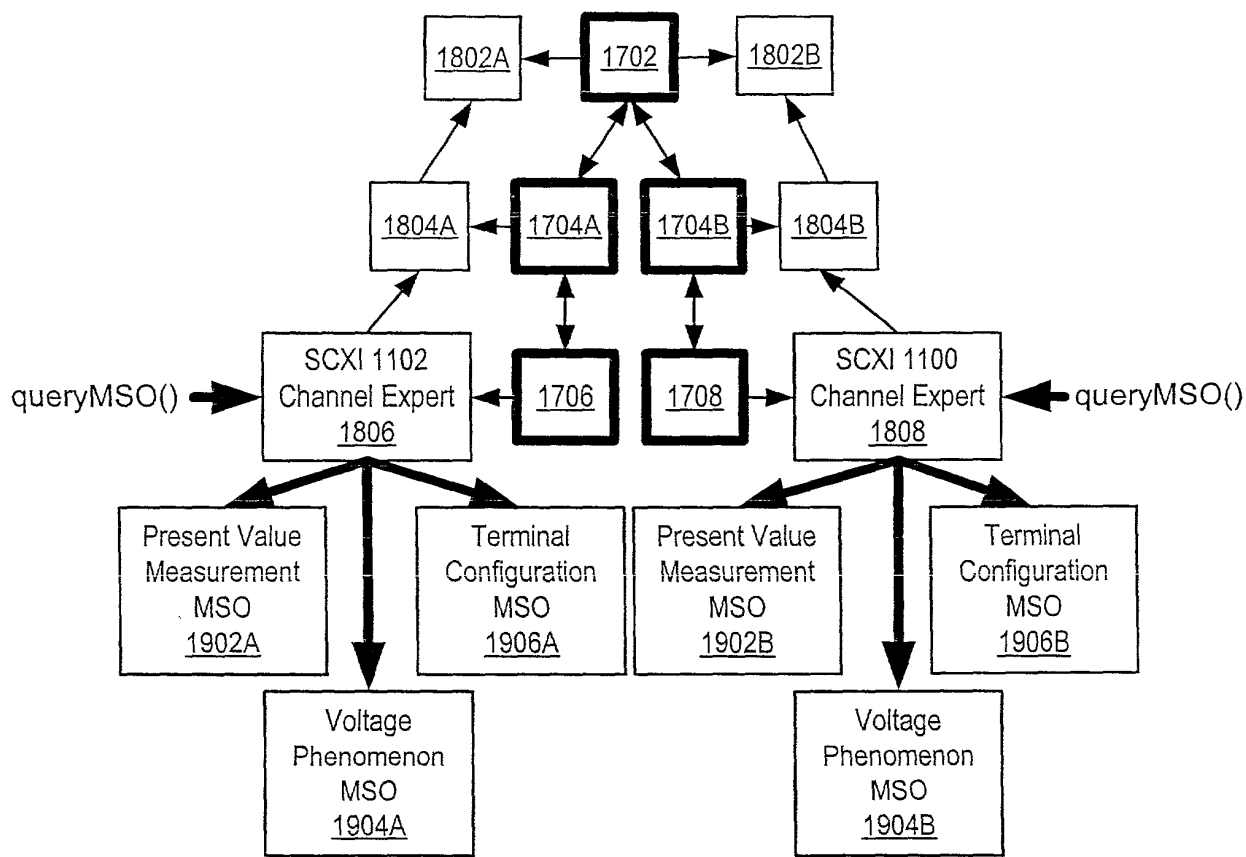 1802A
1702
1802B
1804A
1704A
1704B
1804B
queryMSO()
SCXI 1102
Channel Expert
1806
1706
1708
SCXI 1100
Channel Expert
1808
queryMSO()
Present Value
Measurement
MSO
1902A
Terminal
Configuration
MSO
1906A
Present Value
Measurement
MSO
1902B
Terminal
Configuration
MSO
1906B
Voltage
Phenomenon
MSO
1904A
Voltage
Phenomenon
MSO
1904B